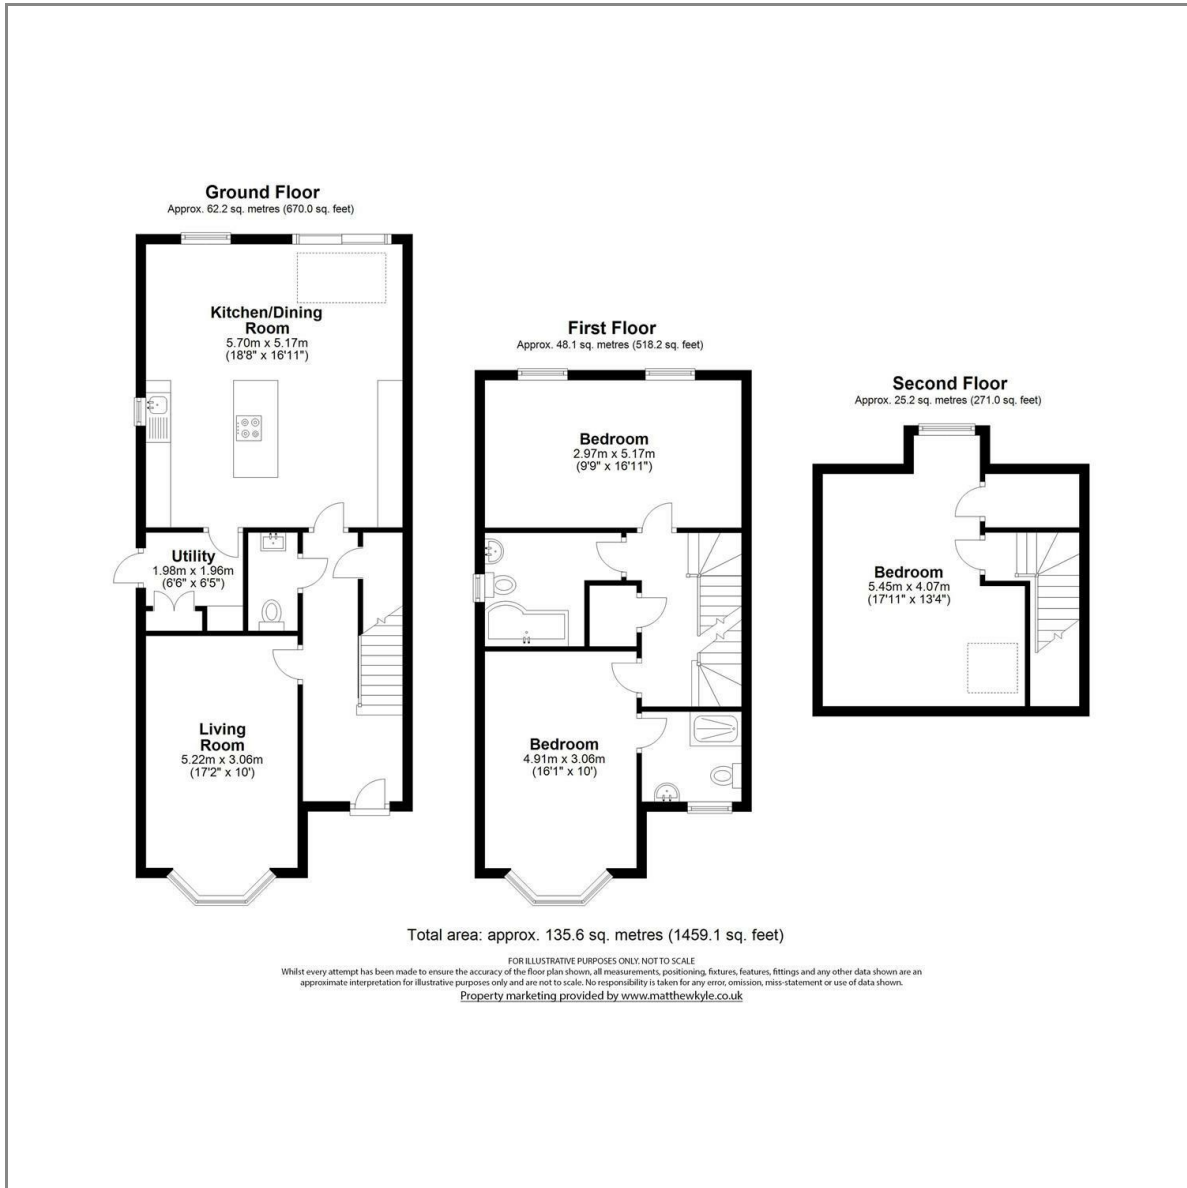 Ground Floor
Approx. 62.2 sq. metres (670.0 sq. feet)
Kitchen/Dining
Room
5.70m x 5.17m
(18'8" x 16'11")
Utility
1.98m x 1.96m
(6'6" x 6'5")
Living
Room
5.22m x 3.06m
(17'2" x 10')
First Floor
Approx. 48.1 sq. metres (518.2 sq. feet)
Bedroom
2.97m x 5.17m
(9'9" x 16'11")
Bedroom
4.91m x 3.06m
(16'1" x 10')
Second Floor
Approx. 25.2 sq. metres (271.0 sq. feet)
Bedroom
5.45m x 4.07m
(17'11" x 13'4")
Total area: approx. 135.6 sq. metres (1459.1 sq. feet)
FOR ILLUSTRATIVE PURPOSES ONLY. NOT TO SCALE
Whilst every attempt has been made to ensure the accuracy of the floor plan shown, all measurements, positioning, fixtures, features, fittings and any other data shown are an
approximate interpretation for illustrative purposes only and are not to scale. No responsibility is taken for any error, omission, miss-statement or use of data shown.
Property marketing provided by www.matthewkyle.co.uk